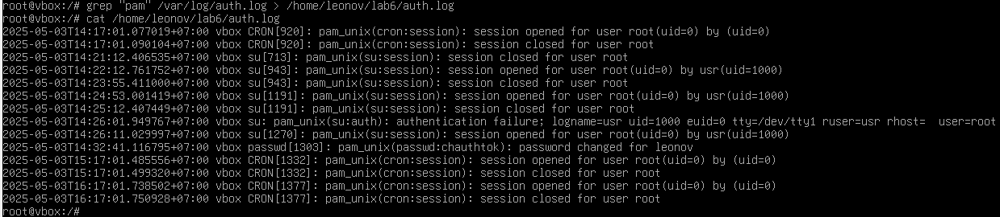 root@vbox:/# grep "pam" /var/log/auth.log > /home/leonov/lab6/auth.log
root@vbox:/# cat /home/leonov/lab6/auth.log
2025-05-03T14:17:01.077019+07:00 vbox CRON[920]: pam_unix(cron:session): session opened for user root(uid=0) by (uid=0)
2025-05-03T14:17:01.090104+07:00 vbox CRON[920]: pam_unix(cron:session): session closed for user root
2025-05-03T14:21:12.406535+07:00 vbox su[713]: pam_unix(su:session): session closed for user root
2025-05-03T14:22:12.761752+07:00 vbox su[943]: pam_unix(su:session): session opened for user root(uid=0) by usr(uid=1000)
2025-05-03T14:23:55.411000+07:00 vbox su[943]: pam_unix(su:session): session closed for user root
2025-05-03T14:24:53.001419+07:00 vbox su[1191]: pam_unix(su:session): session opened for user root(uid=0) by usr(uid=1000)
2025-05-03T14:25:12.407449+07:00 vbox su[1191]: pam_unix(su:session): session closed for user root
2025-05-03T14:26:01.949767+07:00 vbox su: pam_unix(su:auth): authentication failure; logname=usr uid=1000 euid=0 tty=/dev/tty1 ruser=usr rhost=  user=root
2025-05-03T14:26:11.029997+07:00 vbox su[1270]: pam_unix(su:session): session opened for user root(uid=0) by usr(uid=1000)
2025-05-03T14:32:41.116795+07:00 vbox passwd[1303]: pam_unix(passwd:chauthtok): password changed for leonov
2025-05-03T15:17:01.485556+07:00 vbox CRON[1332]: pam_unix(cron:session): session opened for user root(uid=0) by (uid=0)
2025-05-03T15:17:01.499320+07:00 vbox CRON[1332]: pam_unix(cron:session): session closed for user root
2025-05-03T16:17:01.738502+07:00 vbox CRON[1377]: pam_unix(cron:session): session opened for user root(uid=0) by (uid=0)
2025-05-03T16:17:01.750928+07:00 vbox CRON[1377]: pam_unix(cron:session): session closed for user root
root@vbox:/#